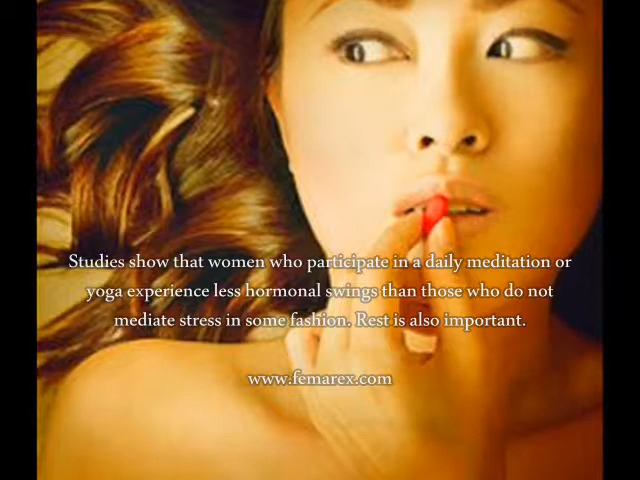 Studies show that women who participate in a daily meditation or
yoga experience less hormonal swings than those who do not
mediate stress in some fashion. Rest is also important.
www.femarex.com